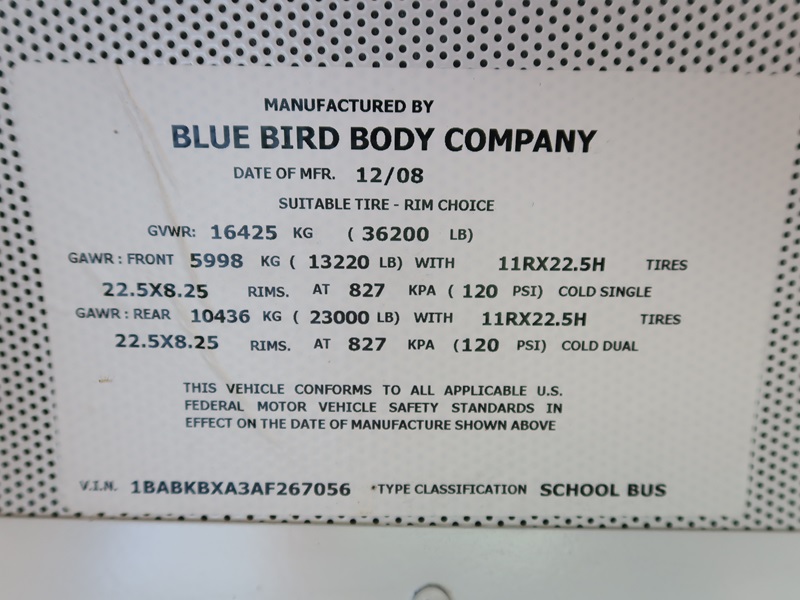 MANUFACTURED BY
BLUE BIRD BODY COMPANY
DATE OF MFR. 12/08
SUITABLE TIRE - RIM CHOICE
GVWR: 16425 KG ( 36200 LB)
GAWR : FRONT 5998 KG ( 13220 LB) WITH 11RX22.5H TIRES
22.5X8.25 RIMS. AT 827 KPA ( 120 PSI) COLD SINGLE
GAWR : REAR 10436 KG ( 23000 LB) WITH 11RX22.5H TIRES
22.5X8.25 RIMS. AT 827 KPA (120 PSI) COLD DUAL
THIS VEHICLE CONFORMS TO ALL APPLICABLE U.S.
FEDERAL MOTOR VEHICLE SAFETY STANDARDS IN
EFFECT ON THE DATE OF MANUFACTURE SHOWN ABOVE
V.I.N. 1BABKBXA3AF267056 *TYPE CLASSIFICATION SCHOOL BUS